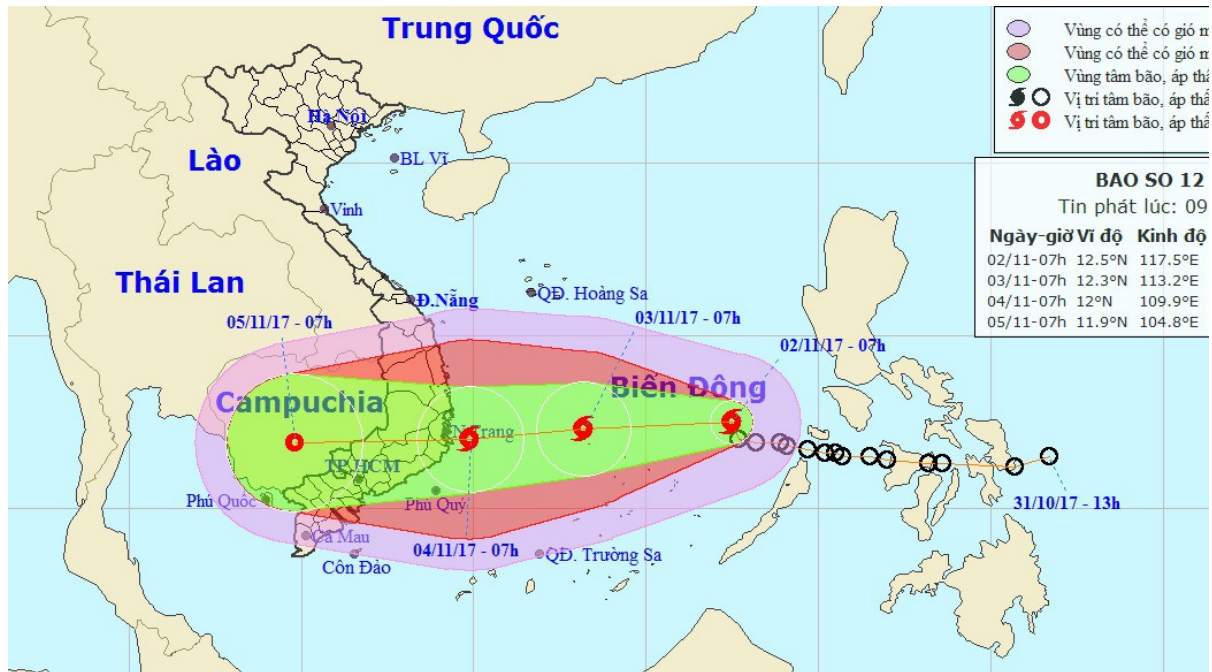 Trung Quốc
Vùng có thể có gió m
Vùng có thể có gió m
Vùng tâm bão, áp thấ
Vị trí tâm bão, áp thấ
Vị trí tâm bão, áp thấ
Hà Nội
BL Vĩ
Lào
Vinh
BAO SO 12
Tin phát lúc: 09
Ngày-giờ Vĩ độ Kinh độ
02/11-07h 12.5°N 117.5°E
03/11-07h 12.3°N 113.2°E
04/11-07h 12°N 109.9°E
05/11-07h 11.9°N 104.8°E
Thái Lan
Đ.Nẵng
QĐ. Hoàng Sa
05/11/17 - 07h
03/11/17 - 07h
02/11/17 - 07h
Biển Đông
Campuchia
N.Trang
TP.HCM
Phú Quốc
Phú Quý
31/10/17 - 13h
Cà Mau
04/11/17 - 07h
QĐ. Trường Sa
Côn Đảo